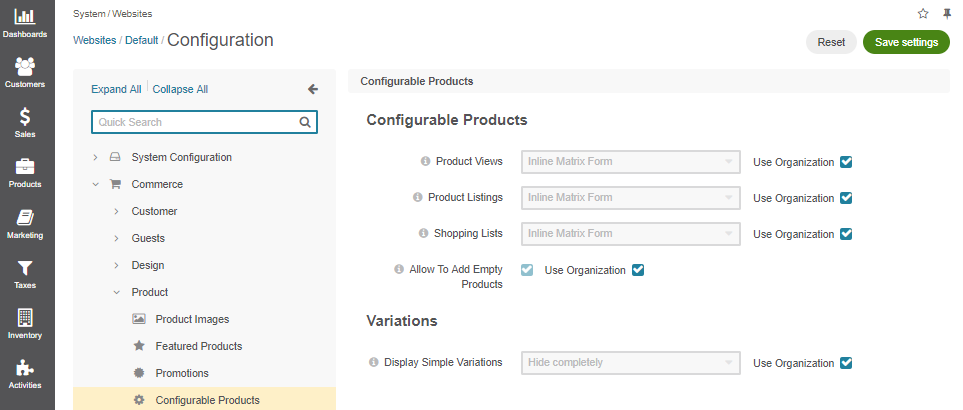 Dashboards
Customers
Sales
Products
Marketing
Taxes
Inventory
Activities
System / Websites
Websites / Default / Configuration
Reset
Save settings
Expand All
Collapse All
Quick Search
System Configuration
Commerce
Customer
Guests
Design
Product
Product Images
Featured Products
Promotions
Configurable Products
Configurable Products
Configurable Products
Product Views Inline Matrix Form Use Organization
Product Listings Inline Matrix Form Use Organization
Shopping Lists Inline Matrix Form Use Organization
Allow To Add Empty Use Organization
Products
Variations
Display Simple Variations Hide completely Use Organization